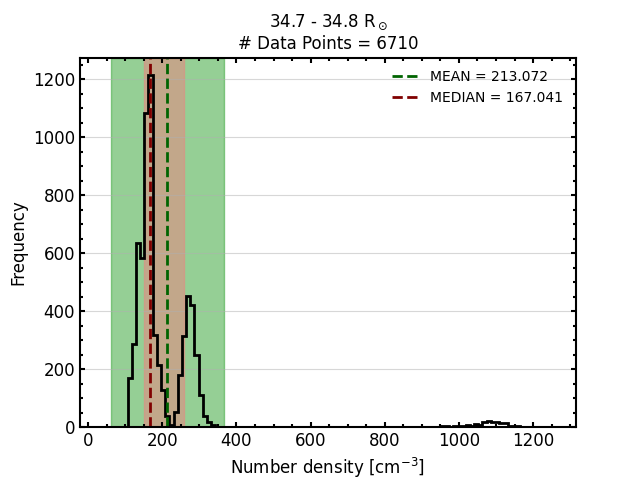 34.7 - 34.8 R⊙
# Data Points = 6710
MEAN = 213.072
MEDIAN = 167.041
Frequency
1200
1000
800
600
400
200
0
0 200 400 600 800 1000 1200
Number density [cm⁻³]